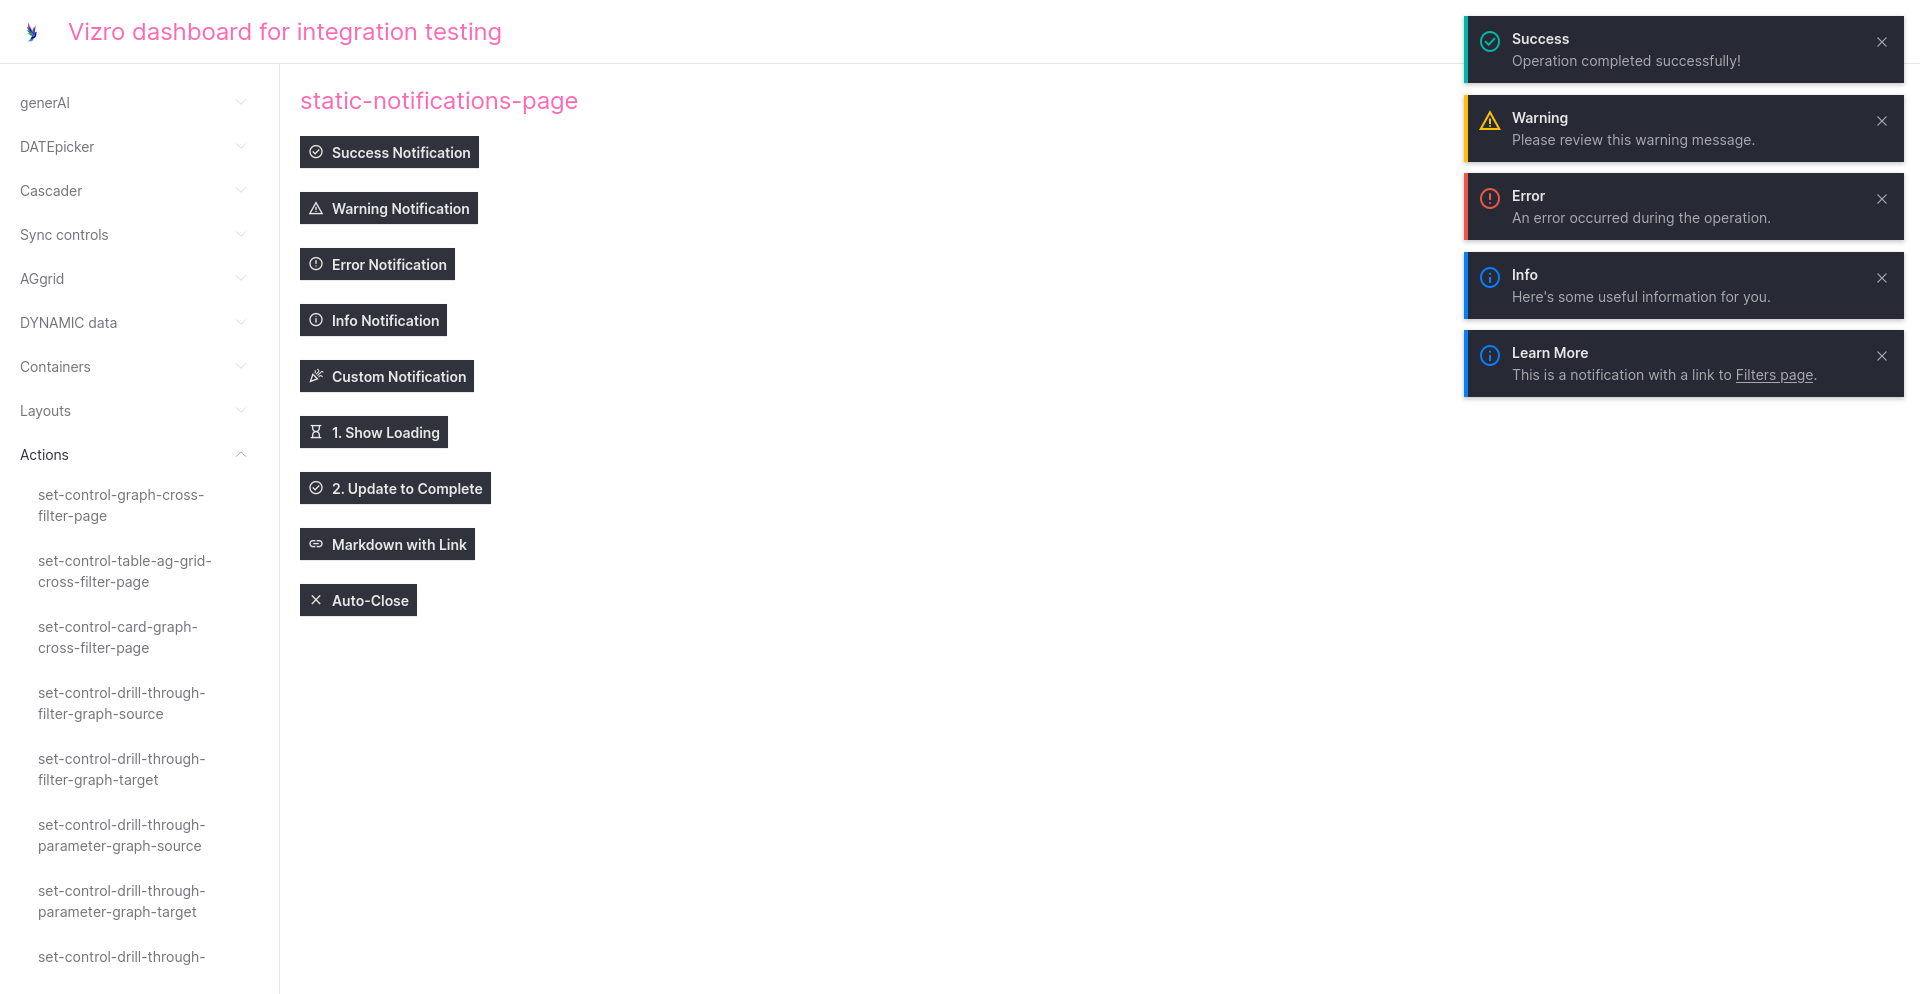 Vizro dashboard for integration testing
generAI
DATEpicker
Cascader
Sync controls
AGgrid
DYNAMIC data
Containers
Layouts
Actions
set-control-graph-cross-
filter-page
set-control-table-ag-grid-
cross-filter-page
set-control-card-graph-
cross-filter-page
set-control-drill-through-
filter-graph-source
set-control-drill-through-
filter-graph-target
set-control-drill-through-
parameter-graph-source
set-control-drill-through-
parameter-graph-target
set-control-drill-through-
static-notifications-page
Success Notification
Warning Notification
Error Notification
Info Notification
Custom Notification
1. Show Loading
2. Update to Complete
Markdown with Link
Auto-Close
Success
Operation completed successfully!
Warning
Please review this warning message.
Error
An error occurred during the operation.
Info
Here's some useful information for you.
Learn More
This is a notification with a link to Filters page.